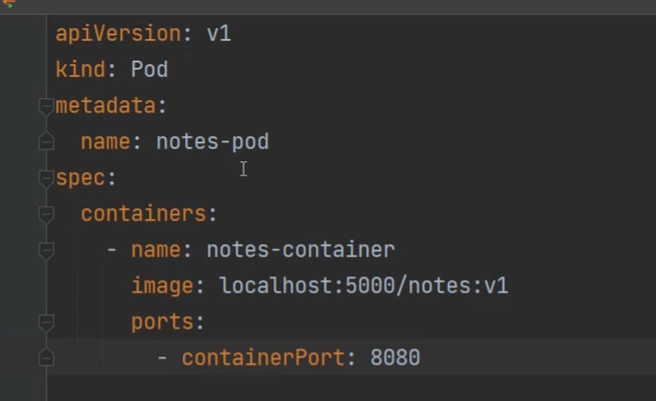 apiVersion: v1
kind: Pod
metadata:
  name: notes-pod
spec:
  containers:
    - name: notes-container
      image: localhost:5000/notes:v1
      ports:
        - containerPort: 8080